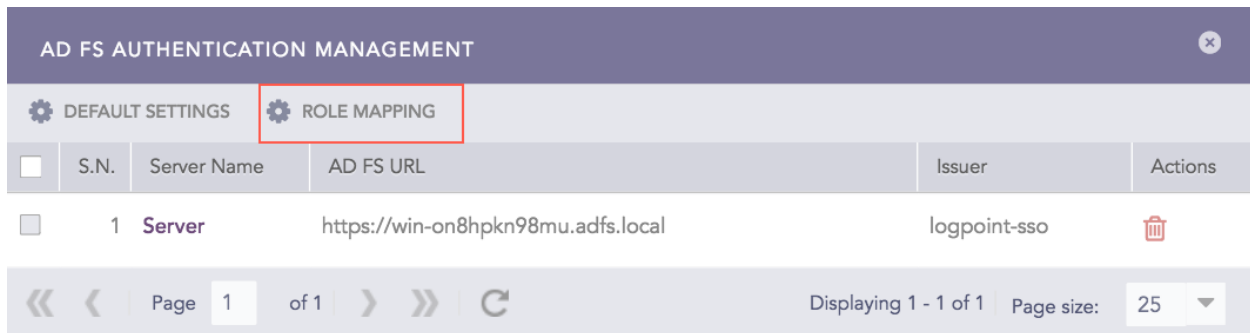 AD FS AUTHENTICATION MANAGEMENT
DEFAULT SETTINGS ROLE MAPPING
S.N. Server Name AD FS URL Issuer Actions
1 Server https://win-on8hpkn98mu.adfs.local logpoint-sso
Page 1 of 1 Displaying 1 - 1 of 1 Page size: 25